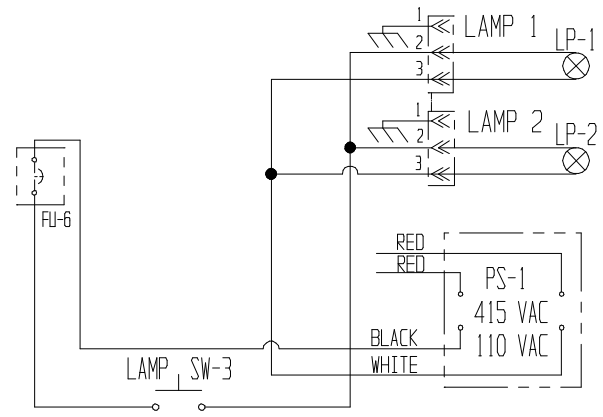 1
LAMP 1
2
LP-1
3
1
LAMP 2
2
LP-2
3
FU-6
RED
RED
PS-1
415 VAC
110 VAC
BLACK
WHITE
LAMP SW-3